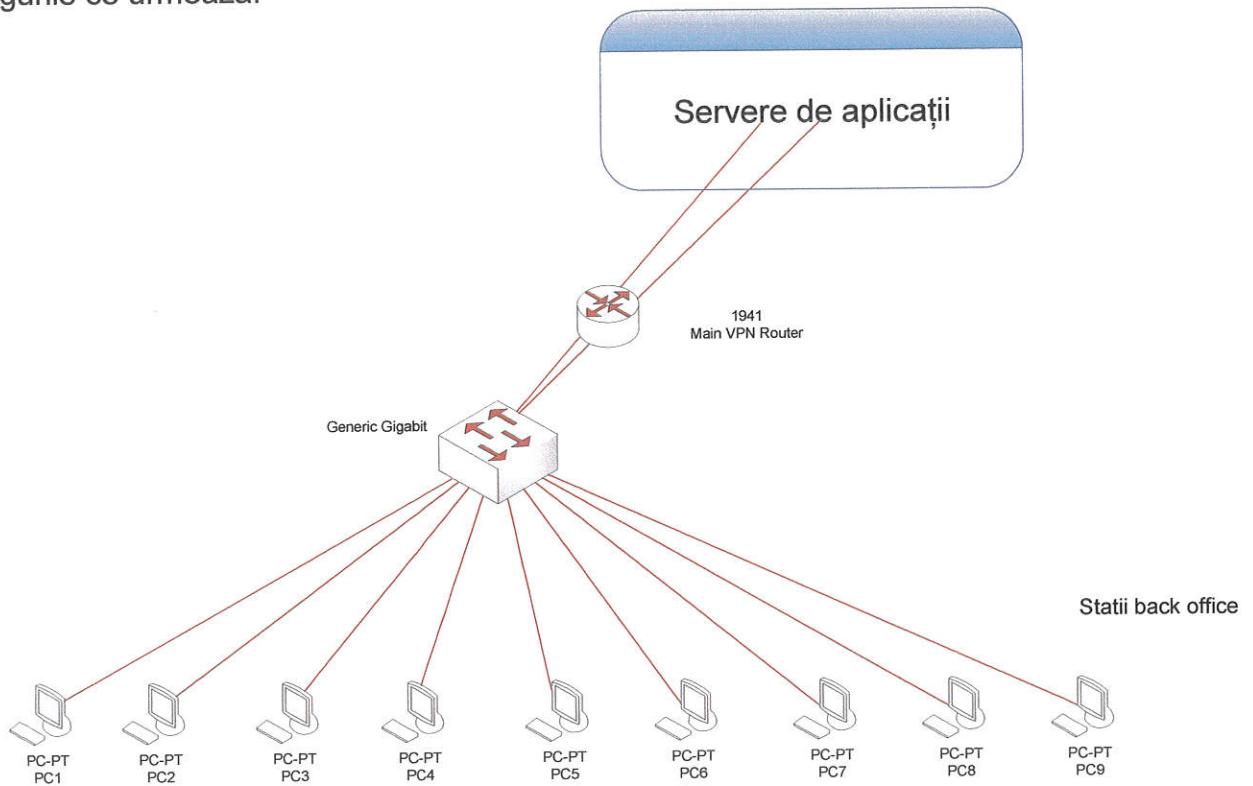 Servere de aplicații
1941
Main VPN Router
Generic Gigabit
Statii back office
PC-PT
PC1
PC-PT
PC2
PC-PT
PC3
PC-PT
PC4
PC-PT
PC5
PC-PT
PC6
PC-PT
PC7
PC-PT
PC8
PC-PT
PC9